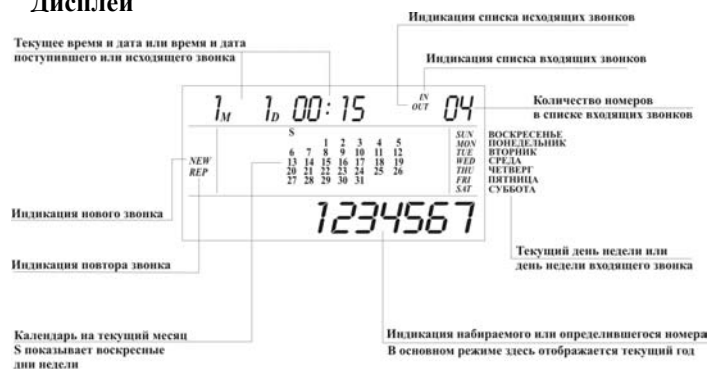 Дисплей
Индикация списка исходящих звонков
Текущее время и дата или время и дата
поступившего или исходящего звонка
Индикация списка входящих звонков
1M 1D 00:15 IN OUT 04
Количество номеров
в списке входящих звонков
S
1 2 3 4 5
6 7 8 9 10 11 12
13 14 15 16 17 18 19
20 21 22 23 24 25 26
27 28 29 30 31
SUN ВОСКРЕСЕНЬЕ
MON ПОНЕДЕЛЬНИК
TUE ВТОРНИК
WED СРЕДА
THU ЧЕТВЕРГ
FRI ПЯТНИЦА
SAT СУББОТА
NEW
REP
1234567
Индикация нового звонка
Индикация повтора звонка
Текущий день недели или
день недели входящего звонка
Календарь на текущий месяц
S показывает воскресные
дни недели
Индикация набираемого или определившегося номера
В основном режиме здесь отображается текущий год